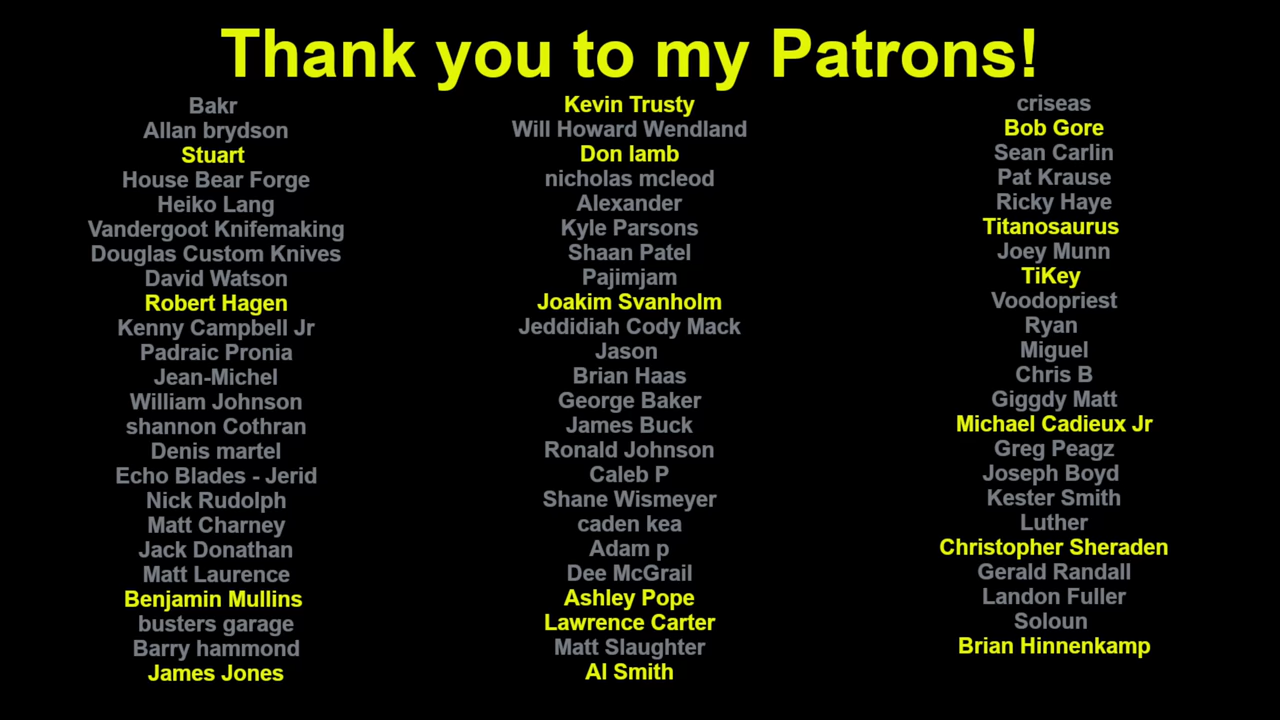 Thank you to my Patrons!
Bakr
Allan brydson
Stuart
House Bear Forge
Heiko Lang
Vandergoot Knifemaking
Douglas Custom Knives
David Watson
Robert Hagen
Kenny Campbell Jr
Padraic Pronia
Jean-Michel
William Johnson
shannon Cothran
Denis martel
Echo Blades - Jerid
Nick Rudolph
Matt Charney
Jack Donathan
Matt Laurence
Benjamin Mullins
busters garage
Barry hammond
James Jones
Kevin Trusty
Will Howard Wendland
Don lamb
nicholas mcleod
Alexander
Kyle Parsons
Shaan Patel
Pajimjam
Joakim Svanholm
Jeddidiah Cody Mack
Jason
Brian Haas
George Baker
James Buck
Ronald Johnson
Caleb P
Shane Wismeyer
caden kea
Adam p
Dee McGrail
Ashley Pope
Lawrence Carter
Matt Slaughter
Al Smith
criseas
Bob Gore
Sean Carlin
Pat Krause
Ricky Haye
Titanosaurus
Joey Munn
TiKey
Voodopriest
Ryan
Miguel
Chris B
Giggdy Matt
Michael Cadieux Jr
Greg Peagz
Joseph Boyd
Kester Smith
Luther
Christopher Sheraden
Gerald Randall
Landon Fuller
Soloun
Brian Hinnenkamp